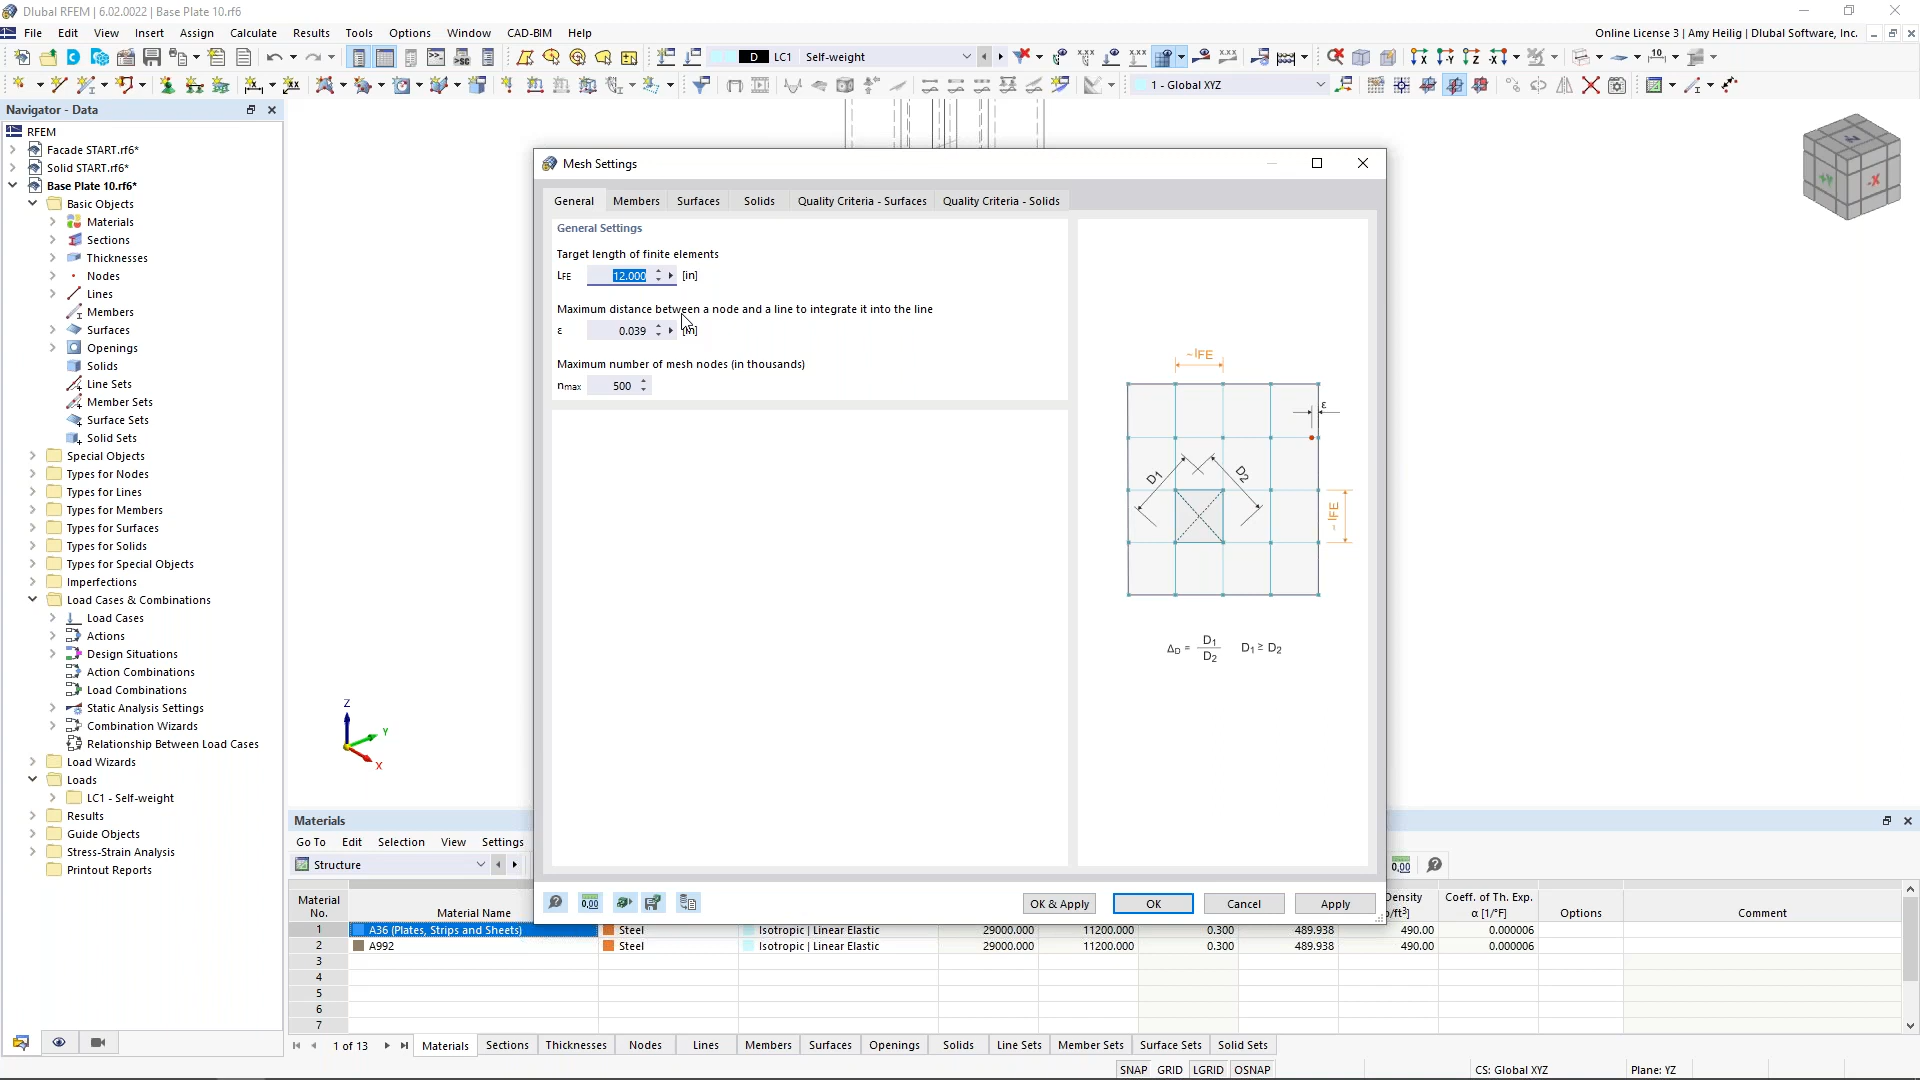 Dlubal RFEM | 6.02.0022 | Base Plate 10.rf6
File Edit View Insert Assign Calculate Results Tools Options Window CAD-BIM Help
Online License 3 | Amy Heilig | Dlubal Software, Inc.
D LC1 Self-weight
1 - Global XYZ
Navigator - Data
RFEM
Facade START.rf6*
Solid START.rf6*
Base Plate 10.rf6*
Basic Objects
Materials
Sections
Thicknesses
Nodes
Lines
Members
Surfaces
Openings
Solids
Line Sets
Member Sets
Surface Sets
Solid Sets
Special Objects
Types for Nodes
Types for Lines
Types for Members
Types for Surfaces
Types for Solids
Types for Special Objects
Imperfections
Load Cases & Combinations
Load Cases
Actions
Design Situations
Action Combinations
Load Combinations
Static Analysis Settings
Combination Wizards
Relationship Between Load Cases
Load Wizards
Loads
LC1 - Self-weight
Results
Guide Objects
Stress-Strain Analysis
Printout Reports
+Y -X
Z
Y
X
Mesh Settings
General Members Surfaces Solids Quality Criteria - Surfaces Quality Criteria - Solids
General Settings
Target length of finite elements
LFE 12.000 [in]
Maximum distance between a node and a line to integrate it into the line
ε 0.039 [in]
Maximum number of mesh nodes (in thousands)
nmax 500
~lFE
ε
D1 D2
~lFE
ΔD = D1 / D2 D1 ≥ D2
OK & Apply OK Cancel Apply
Materials
Go To Edit Selection View Settings
Structure
0,00
Material No. Material Name Density Coeff. of Th. Exp. α [1/°F] Options Comment
1 A36 (Plates, Strips and Sheets) Steel Isotropic | Linear Elastic 29000.000 11200.000 0.300 489.938 490.00 0.000006
2 A992 Steel Isotropic | Linear Elastic 29000.000 11200.000 0.300 489.938 490.00 0.000006
3
4
5
6
7
1 of 13 Materials Sections Thicknesses Nodes Lines Members Surfaces Openings Solids Line Sets Member Sets Surface Sets Solid Sets
SNAP GRID LGRID OSNAP CS: Global XYZ Plane: YZ